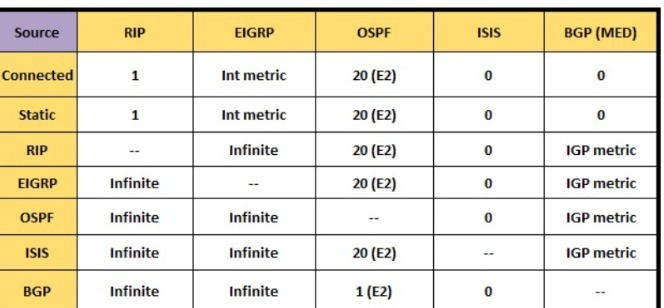 Source RIP EIGRP OSPF ISIS BGP (MED)
Connected 1 Int metric 20 (E2) 0 0
Static 1 Int metric 20 (E2) 0 0
RIP -- Infinite 20 (E2) 0 IGP metric
EIGRP Infinite -- 20 (E2) 0 IGP metric
OSPF Infinite Infinite -- 0 IGP metric
ISIS Infinite Infinite 20 (E2) -- IGP metric
BGP Infinite Infinite 1 (E2) 0 --